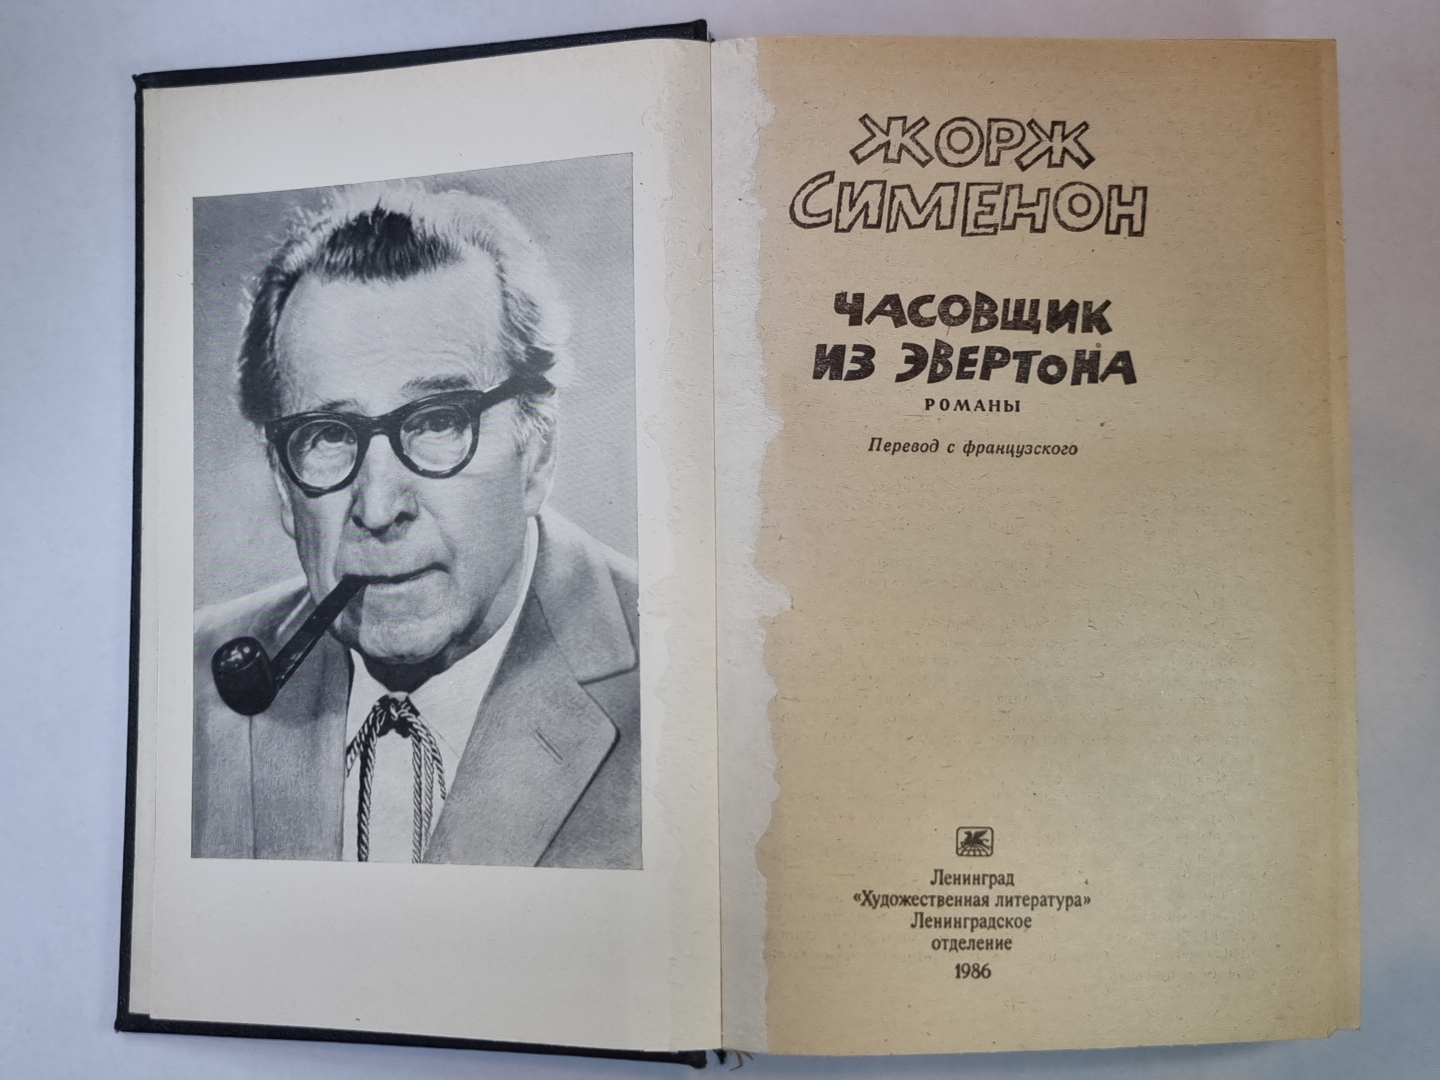 ЖОРЖ
СИМЕНОН
ЧАСОВЩИК
ИЗ ЭВЕРТОНА
РОМАНЫ
Перевод с французского
Ленинград
«Художественная литература»
Ленинградское
отделение
1986